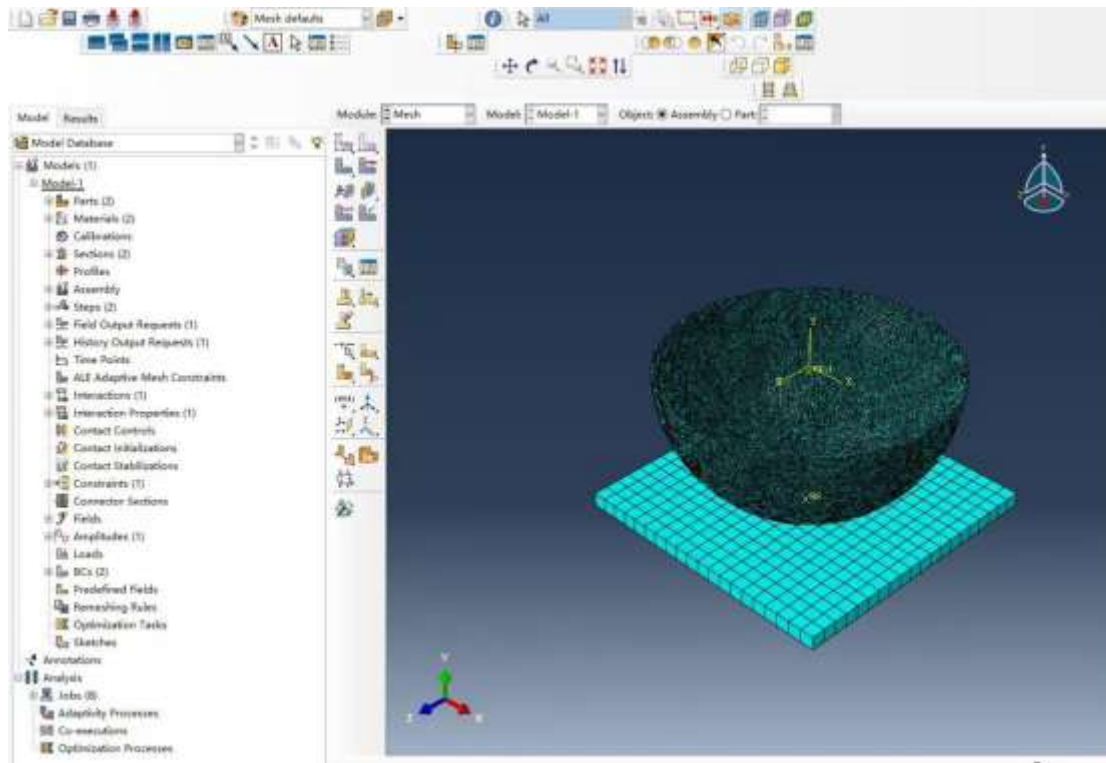 Mesh defaults
All
Model Results
Module: Mesh Model: Model-1 Object: Assembly Part:
Model Database
Models (1)
Model-1
Parts (2)
Materials (2)
Calibrations
Sections (2)
Profiles
Assembly
Steps (2)
Field Output Requests (1)
History Output Requests (1)
Time Points
ALE Adaptive Mesh Constraints
Interactions (1)
Interaction Properties (1)
Contact Controls
Contact Initializations
Contact Stabilizations
Constraints (1)
Connector Sections
Fields
Amplitudes (1)
Loads
BCs (2)
Predefined Fields
Remeshing Rules
Optimization Tasks
Sketches
Annotations
Analysis
Jobs (8)
Adaptivity Processes
Co-executions
Optimization Processes
Y
Z X